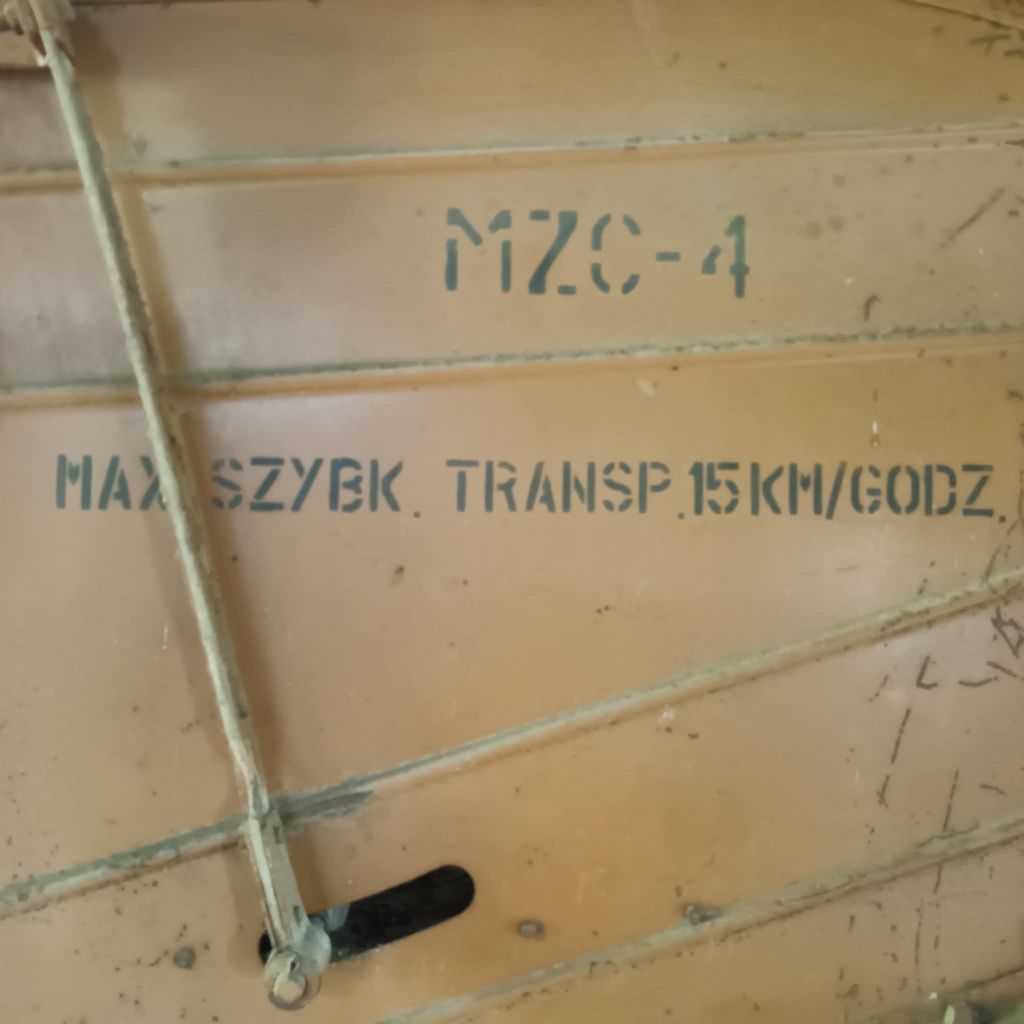 MZC-4
MAX SZYBK. TRANSP.15KM/GODZ.